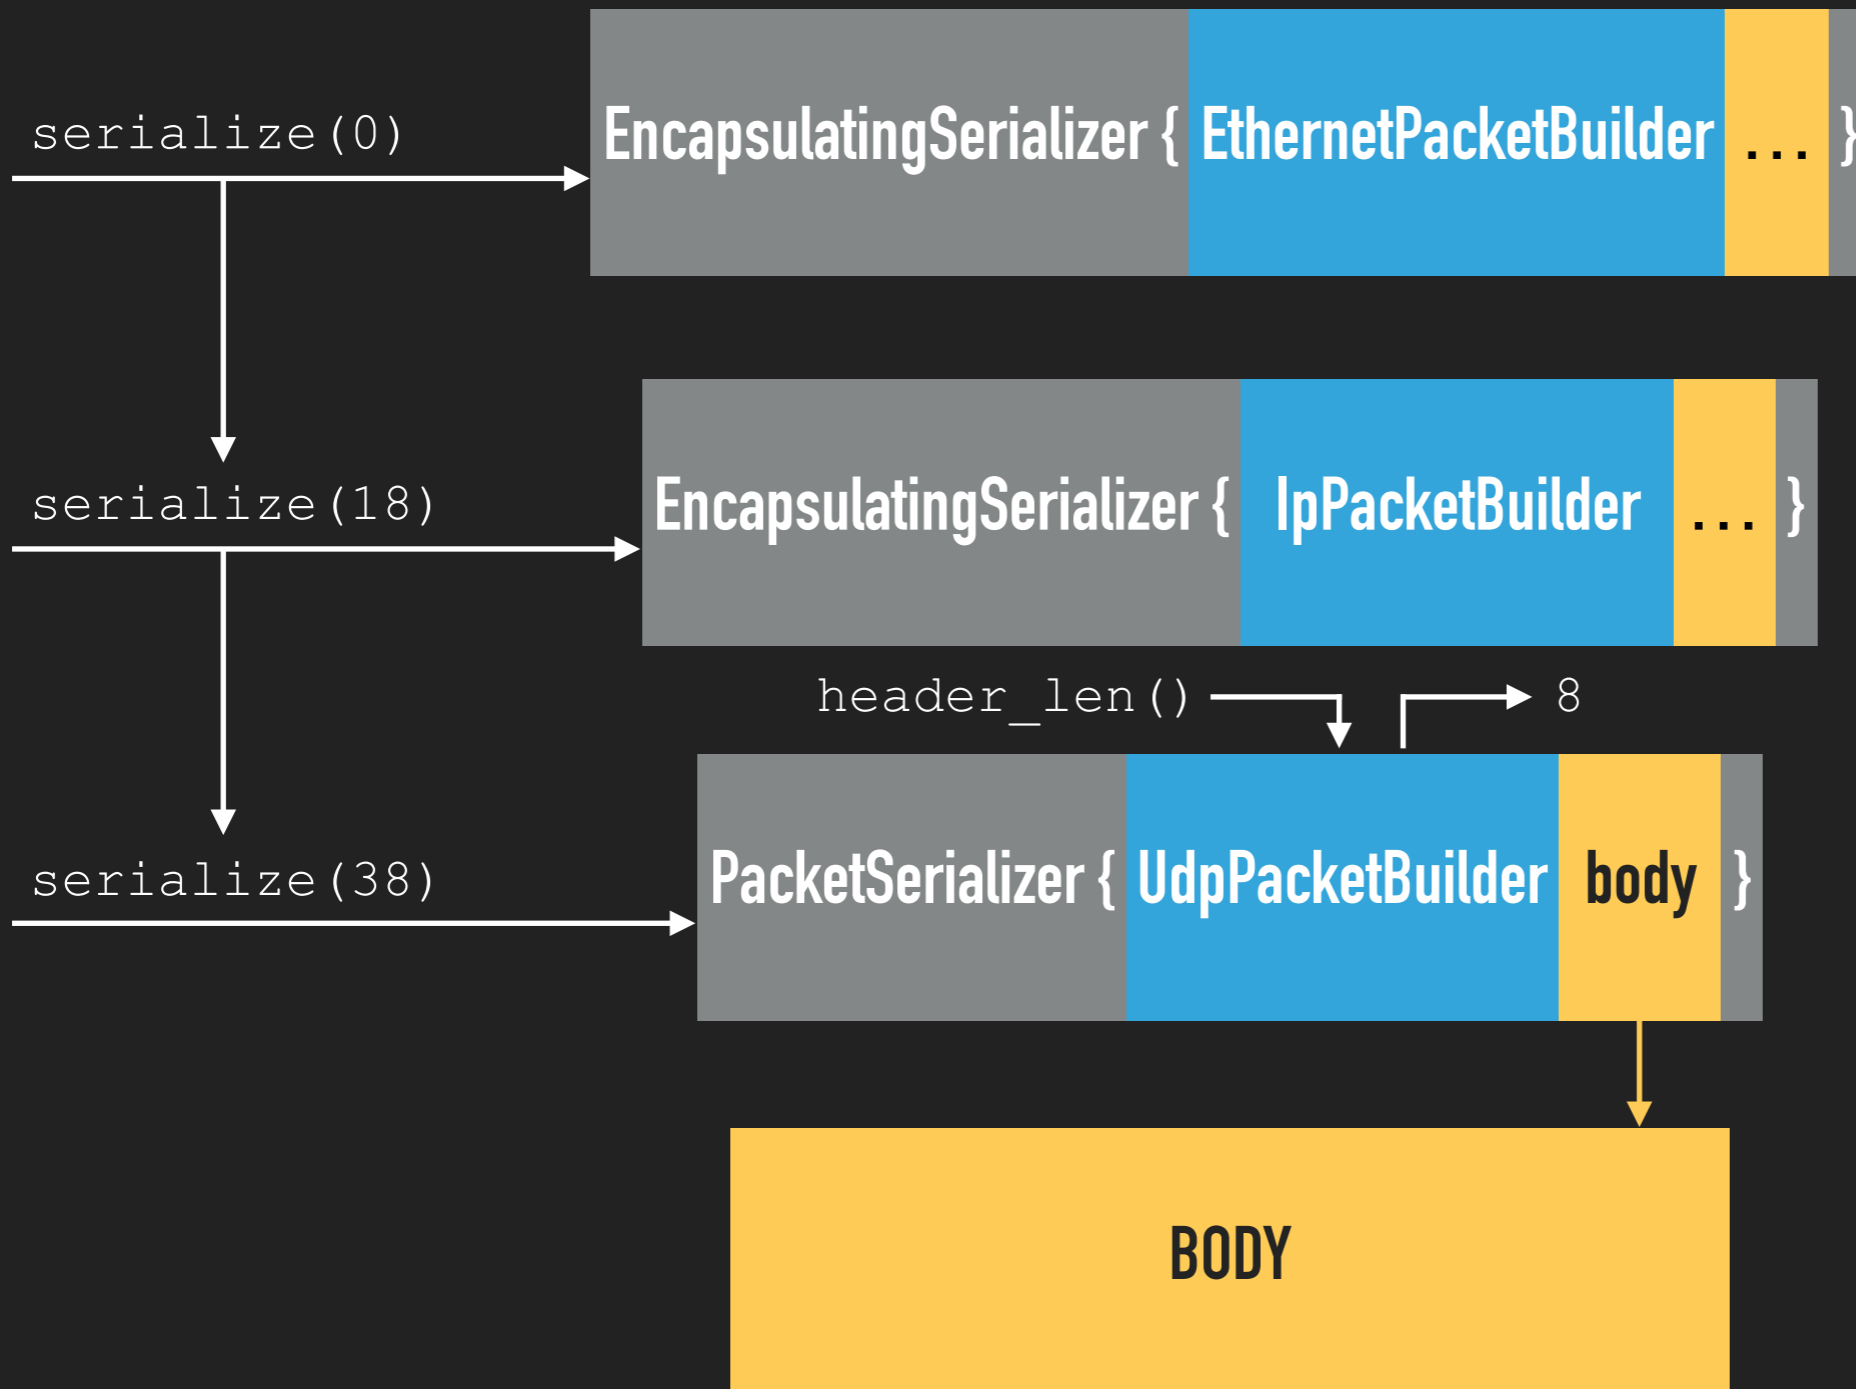 serialize(0)
EncapsulatingSerializer { EthernetPacketBuilder ... }
serialize(18)
EncapsulatingSerializer { IpPacketBuilder ... }
header_len() 8
serialize(38)
PacketSerializer { UdpPacketBuilder body }
BODY